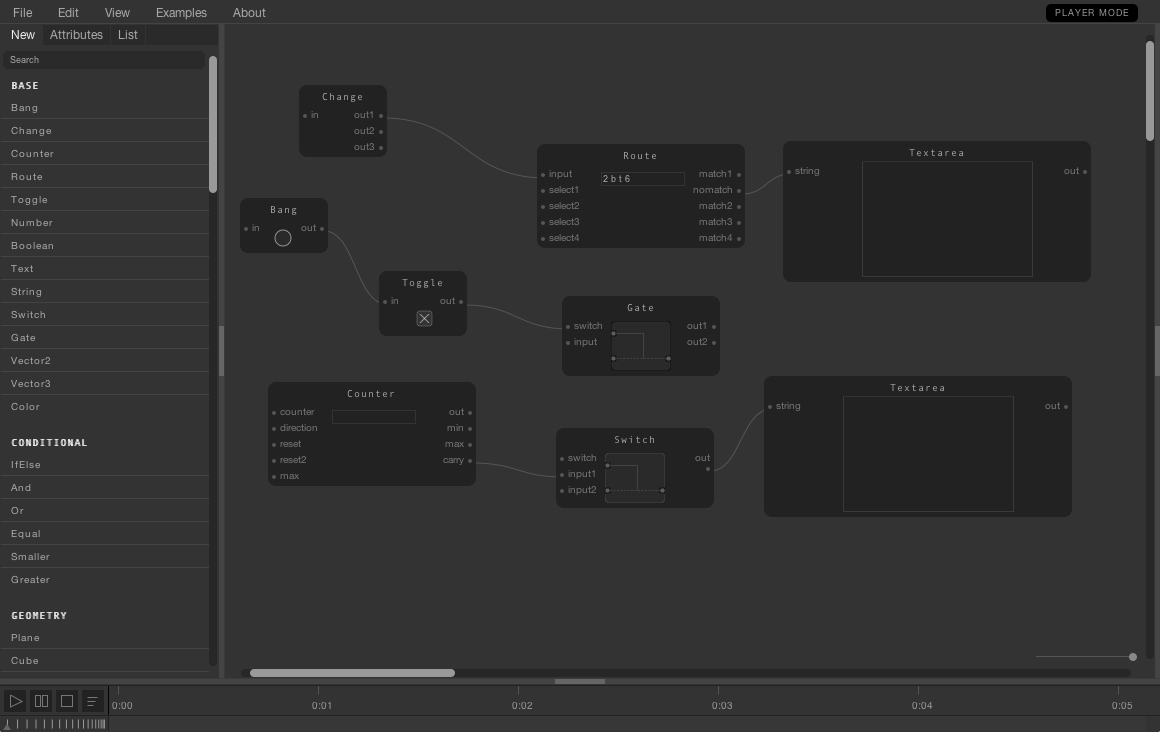 File Edit View Examples About PLAYER MODE
New Attributes List
Search
BASE
Bang
Change
Counter
Route
Toggle
Number
Boolean
Text
String
Switch
Gate
Vector2
Vector3
Color
CONDITIONAL
IfElse
And
Or
Equal
Smaller
Greater
GEOMETRY
Plane
Cube
Change
in out1
out2
out3
Bang
in out
Toggle
in out
Counter
counter out
direction min
reset max
reset2 carry
max
Route
input 2bt6 match1
select1 nomatch
select2 match2
select3 match3
select4 match4
Gate
switch out1
input out2
Switch
switch out
input1
input2
Textarea
string out
Textarea
string out
0:00 0:01 0:02 0:03 0:04 0:05